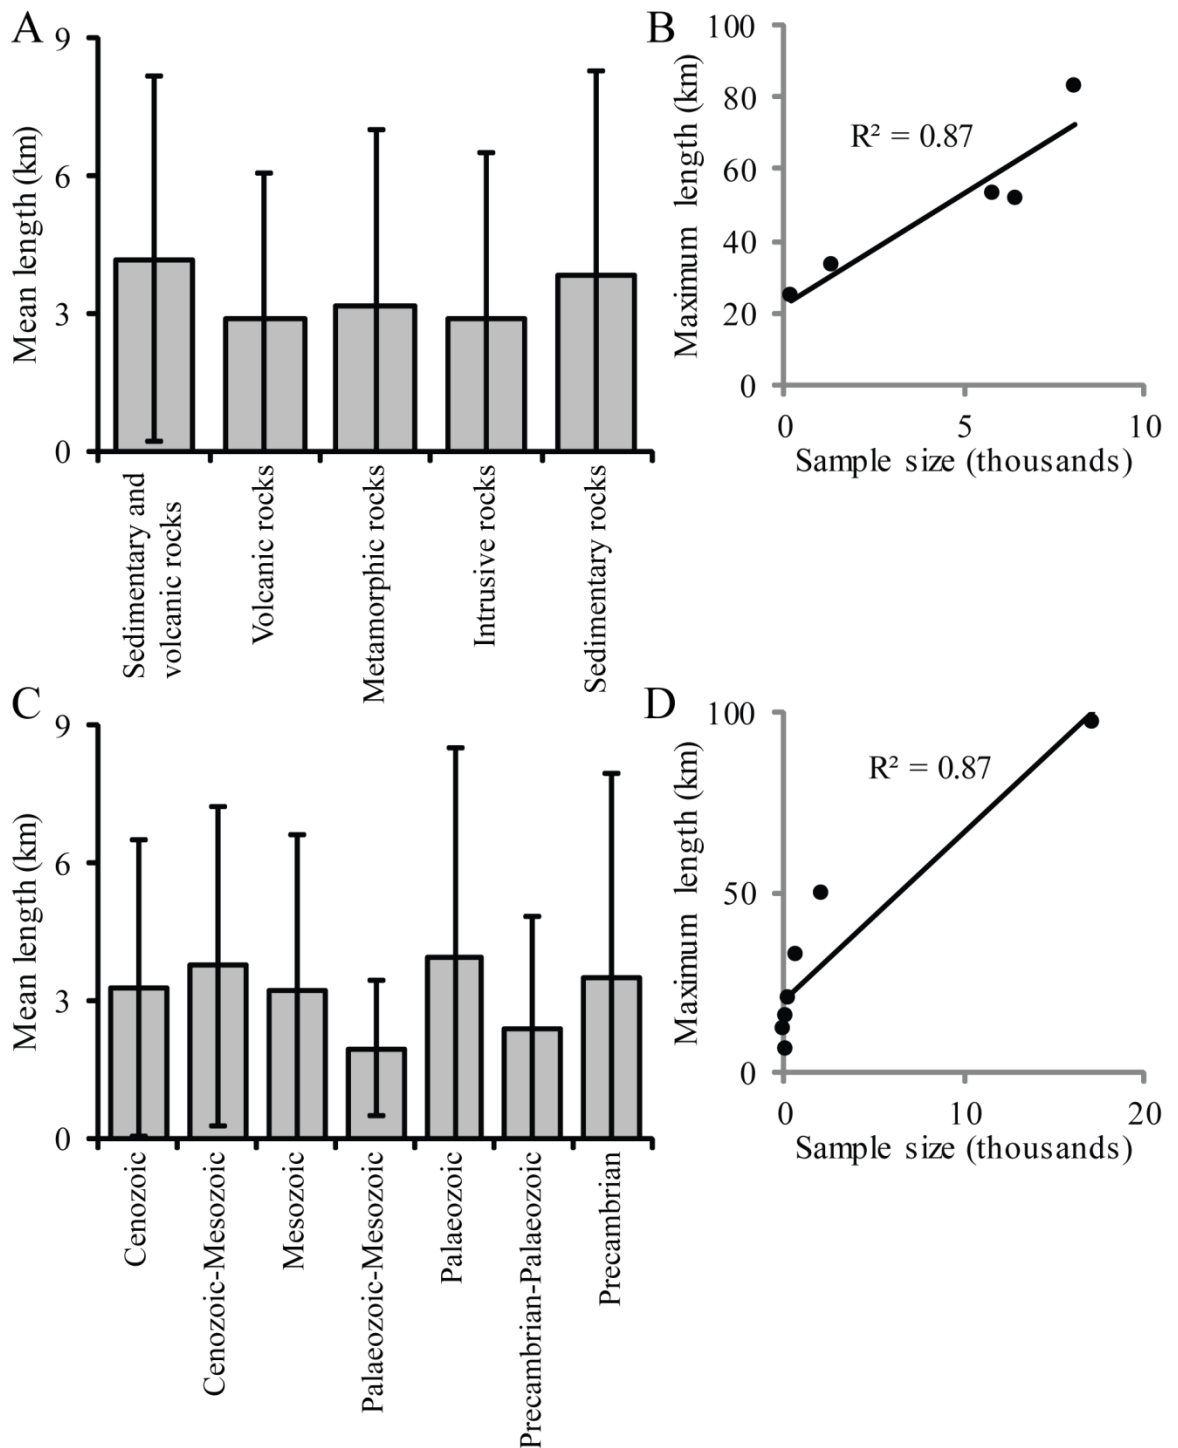 A
9
6
3
0
Mean length (km)
Sedimentary and
volcanic rocks
Volcanic rocks
Metamorphic rocks
Intrusive rocks
Sedimentary rocks
B
100
80
60
40
20
0
Maximum length (km)
R² = 0.87
0 5 10
Sample size (thousands)
C
9
6
3
0
Mean length (km)
Cenozoic
Cenozoic-Mesozoic
Mesozoic
Palaeozoic-Mesozoic
Palaeozoic
Precambrian-Palaeozoic
Precambrian
D
100
50
0
Maximum length (km)
R² = 0.87
0 10 20
Sample size (thousands)